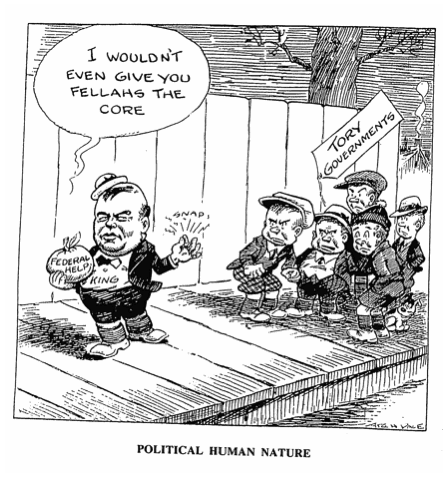 I WOULDN'T
EVEN GIVE YOU
FELLAHS THE
CORE
TORY
GOVERNMENTS
SNAP
FEDERAL
HELP
KING
POLITICAL HUMAN NATURE